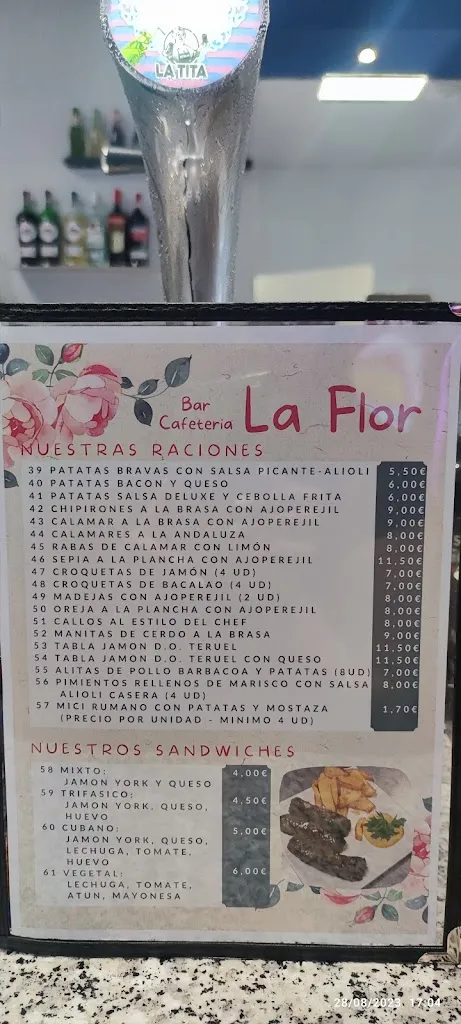 LA TITA
Bar
Cafeteria
La Flor
NUESTRAS RACIONES
39 PATATAS BRAVAS CON SALSA PICANTE-ALIOLI 5,50€
40 PATATAS BACON Y QUESO 6,00€
41 PATATAS SALSA DELUXE Y CEBOLLA FRITA 6,00€
42 CHIPIRONES A LA BRASA CON AJOPEREJIL 9,00€
43 CALAMAR A LA BRASA CON AJOPEREJIL 9,00€
44 CALAMARES A LA ANDALUZA 8,00€
45 RABAS DE CALAMAR CON LIMÓN 8,00€
46 SEPIA A LA PLANCHA CON AJOPEREJIL 11,50€
47 CROQUETAS DE JAMÓN (4 UD) 7,00€
48 CROQUETAS DE BACALAO (4 UD) 7,00€
49 MADEJAS CON AJOPEREJIL (2 UD) 8,00€
50 OREJA A LA PLANCHA CON AJOPEREJIL 8,00€
51 CALLOS AL ESTILO DEL CHEF 8,00€
52 MANITAS DE CERDO A LA BRASA 9,00€
53 TABLA JAMON D.O. TERUEL 11,50€
54 TABLA JAMON D.O. TERUEL CON QUESO 11,50€
55 ALITAS DE POLLO BARBACOA Y PATATAS (8UD) 7,00€
56 PIMIENTOS RELLENOS DE MARISCO CON SALSA 8,00€
ALIOLI CASERA (4 UD)
57 MICI RUMANO CON PATATAS Y MOSTAZA 1,70€
(PRECIO POR UNIDAD - MINIMO 4 UD)
NUESTROS SANDWICHES
58 MIXTO: 4,00€
JAMON YORK Y QUESO
59 TRIFASICO: 4,50€
JAMON YORK, QUESO,
HUEVO
60 CUBANO: 5,00€
JAMON YORK, QUESO,
LECHUGA, TOMATE,
HUEVO
61 VEGETAL: 6,00€
LECHUGA, TOMATE,
ATUN, MAYONESA
28/08/2023 17:04